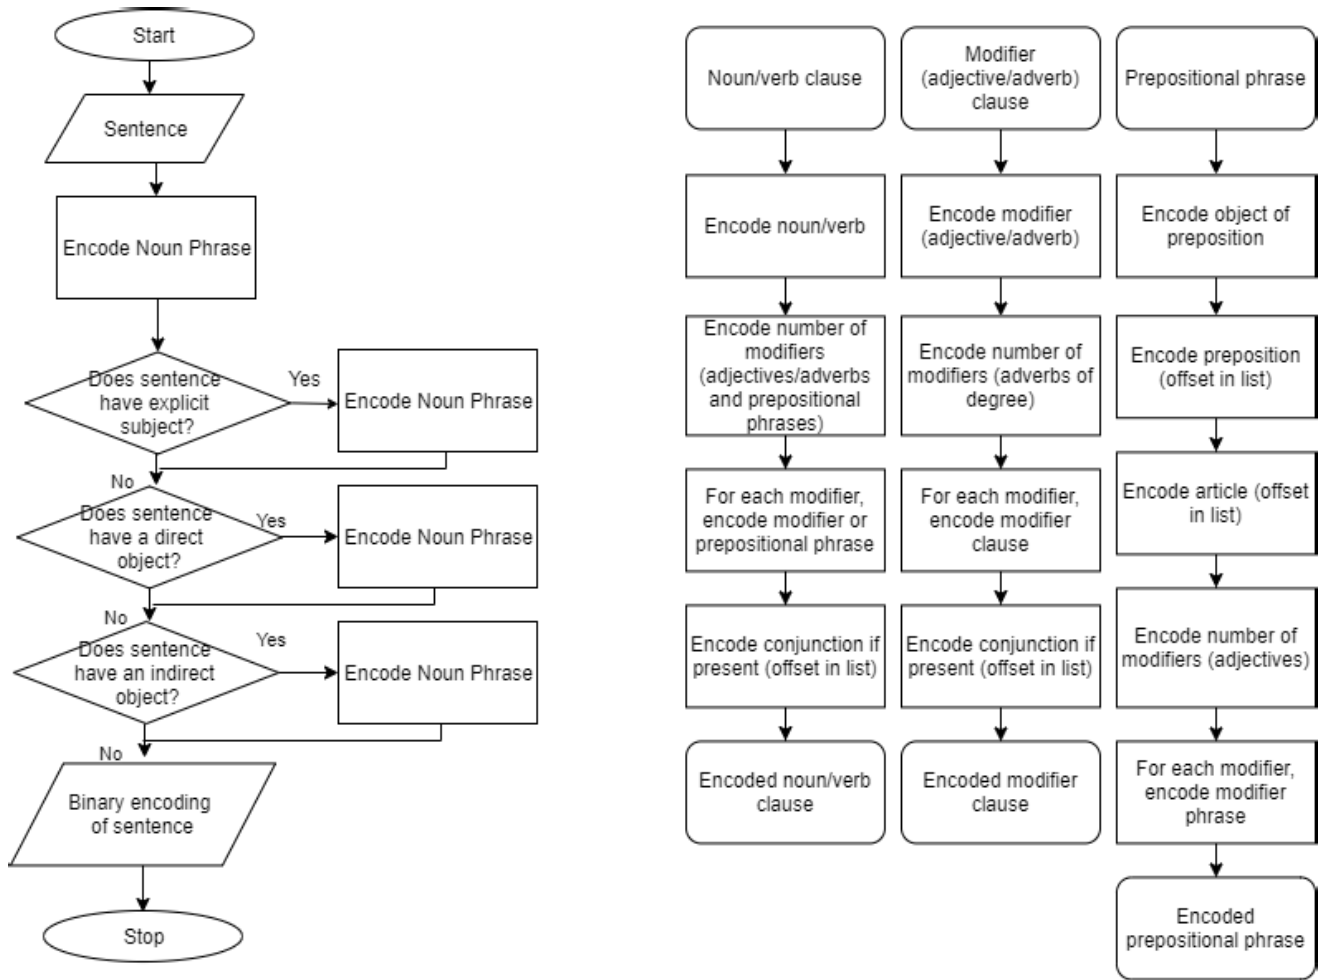 Start
Sentence
Encode Noun Phrase
Does sentence
have explicit
subject?
Yes
Encode Noun Phrase
No
Does sentence
have a direct
object?
Yes
Encode Noun Phrase
No
Does sentence
have an indirect
object?
Yes
Encode Noun Phrase
No
Binary encoding
of sentence
Stop
Noun/verb clause
Encode noun/verb
Encode number of
modifiers
(adjectives/adverbs
and prepositional
phrases)
For each modifier,
encode modifier or
prepositional phrase
Encode conjunction if
present (offset in list)
Encoded noun/verb
clause
Modifier
(adjective/adverb)
clause
Encode modifier
(adjective/adverb)
Encode number of
modifiers (adverbs of
degree)
For each modifier,
encode modifier
clause
Encode conjunction if
present (offset in list)
Encoded modifier
clause
Prepositional phrase
Encode object of
preposition
Encode preposition
(offset in list)
Encode article (offset
in list)
Encode number of
modifiers (adjectives)
For each modifier,
encode modifier
phrase
Encoded
prepositional phrase